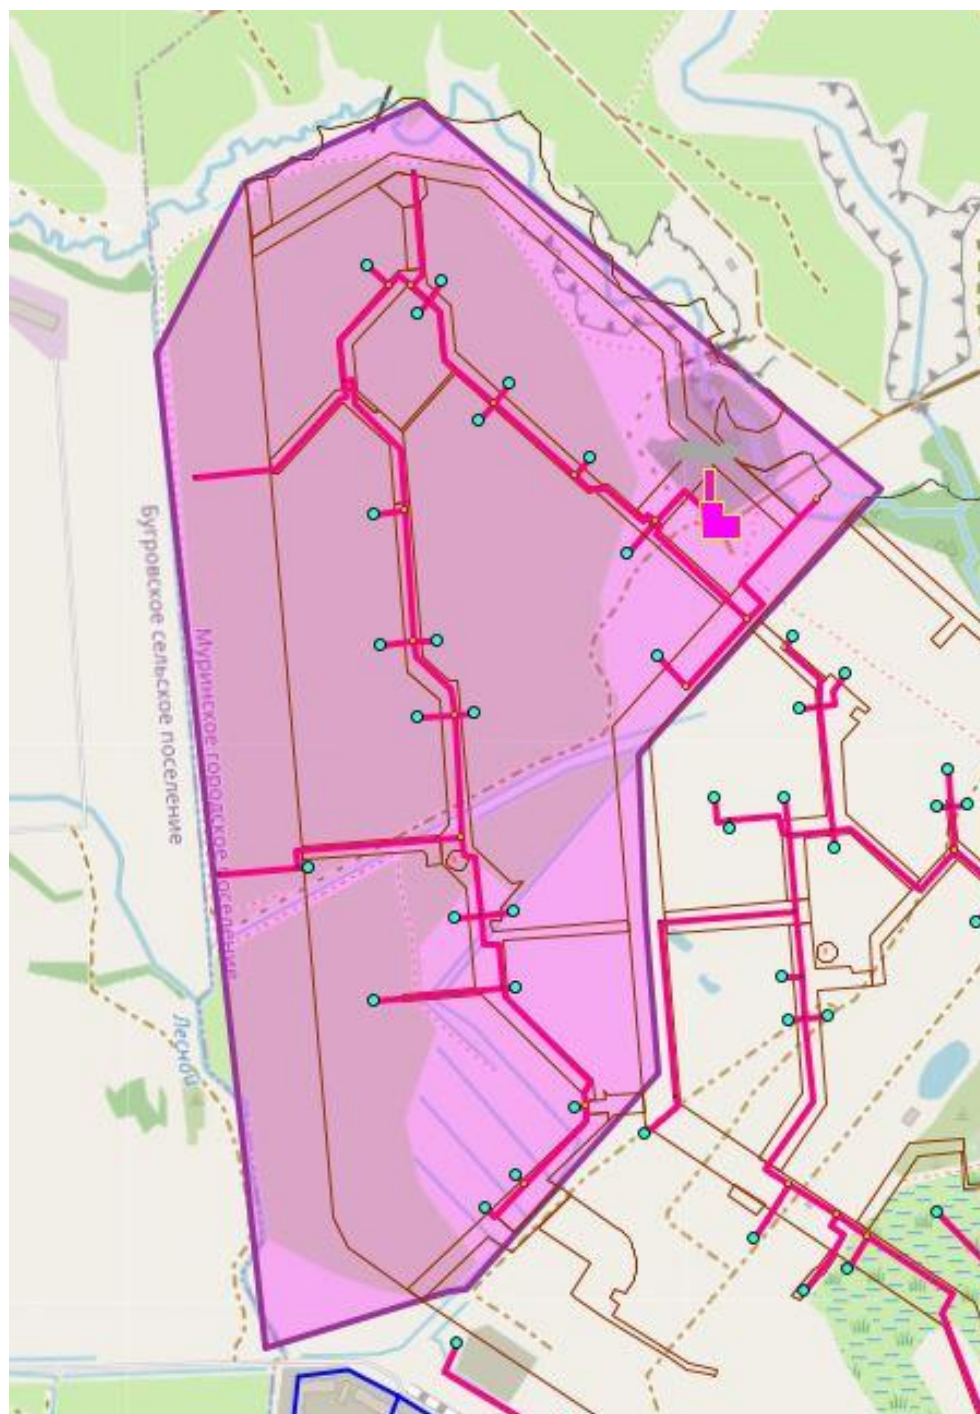 Бугровское сельское поселение
Муринское городское поселение
Лесной